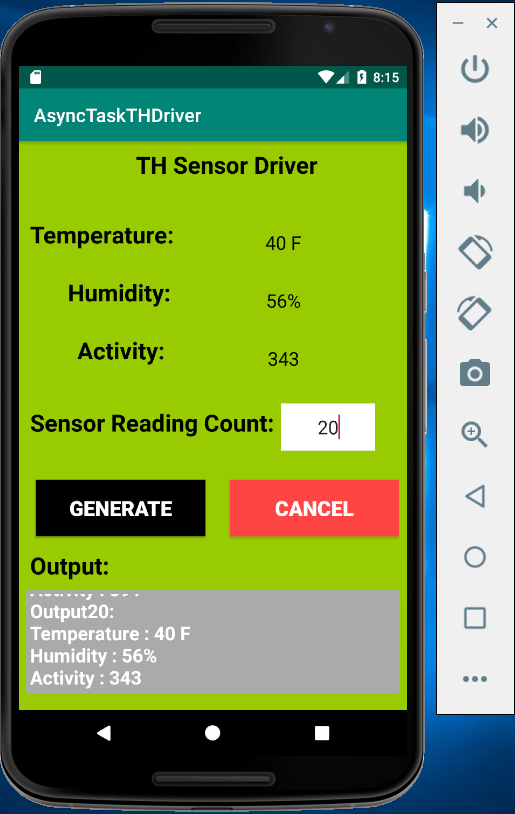 8:15
AsyncTaskTHDriver
TH Sensor Driver
Temperature: 40 F
Humidity: 56%
Activity: 343
Sensor Reading Count: 20
GENERATE CANCEL
Output:
Output20:
Temperature : 40 F
Humidity : 56%
Activity : 343